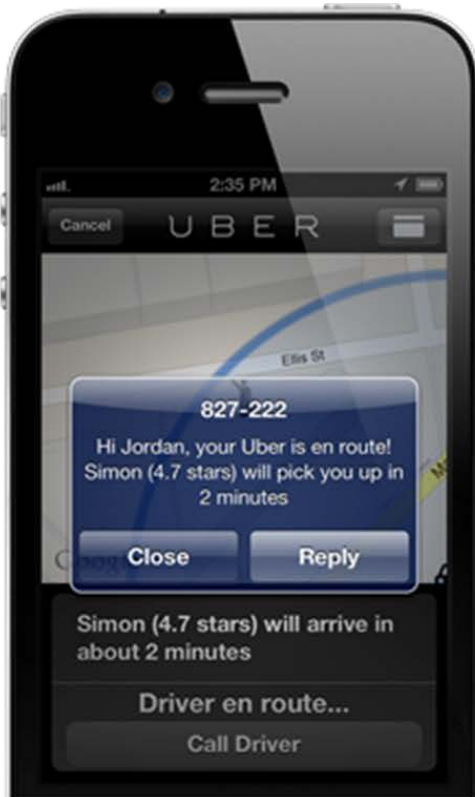 2:35 PM
Cancel
UBER
Ellis St
827-222
Hi Jordan, your Uber is en route!
Simon (4.7 stars) will pick you up in
2 minutes
Close
Reply
Simon (4.7 stars) will arrive in
about 2 minutes
Driver en route...
Call Driver